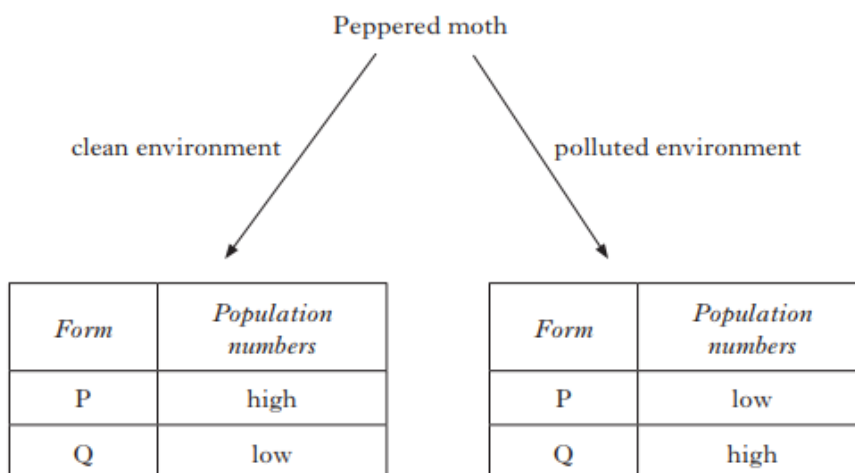 Peppered moth
clean environment
polluted environment
Form
Population
numbers
P
high
Q
low
Form
Population
numbers
P
low
Q
high